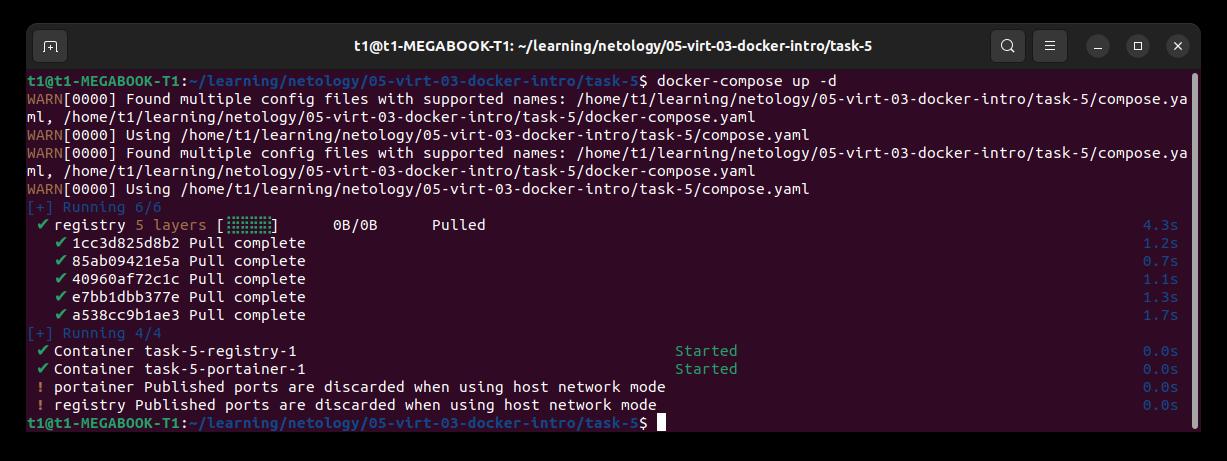 t1@t1-MEGABOOK-T1: ~/learning/netology/05-virt-03-docker-intro/task-5
t1@t1-MEGABOOK-T1:~/learning/netology/05-virt-03-docker-intro/task-5$ docker-compose up -d
WARN[0000] Found multiple config files with supported names: /home/t1/learning/netology/05-virt-03-docker-intro/task-5/compose.ya
ml, /home/t1/learning/netology/05-virt-03-docker-intro/task-5/docker-compose.yaml
WARN[0000] Using /home/t1/learning/netology/05-virt-03-docker-intro/task-5/compose.yaml
WARN[0000] Found multiple config files with supported names: /home/t1/learning/netology/05-virt-03-docker-intro/task-5/compose.ya
ml, /home/t1/learning/netology/05-virt-03-docker-intro/task-5/docker-compose.yaml
WARN[0000] Using /home/t1/learning/netology/05-virt-03-docker-intro/task-5/compose.yaml
[+] Running 6/6
✔ registry 5 layers [⣿⣿⣿⣿⣿] 0B/0B Pulled 4.3s
✔ 1cc3d825d8b2 Pull complete 1.2s
✔ 85ab09421e5a Pull complete 0.7s
✔ 40960af72c1c Pull complete 1.1s
✔ e7bb1dbb377e Pull complete 1.3s
✔ a538cc9b1ae3 Pull complete 1.7s
[+] Running 4/4
✔ Container task-5-registry-1 Started 0.0s
✔ Container task-5-portainer-1 Started 0.0s
! portainer Published ports are discarded when using host network mode 0.0s
! registry Published ports are discarded when using host network mode 0.0s
t1@t1-MEGABOOK-T1:~/learning/netology/05-virt-03-docker-intro/task-5$